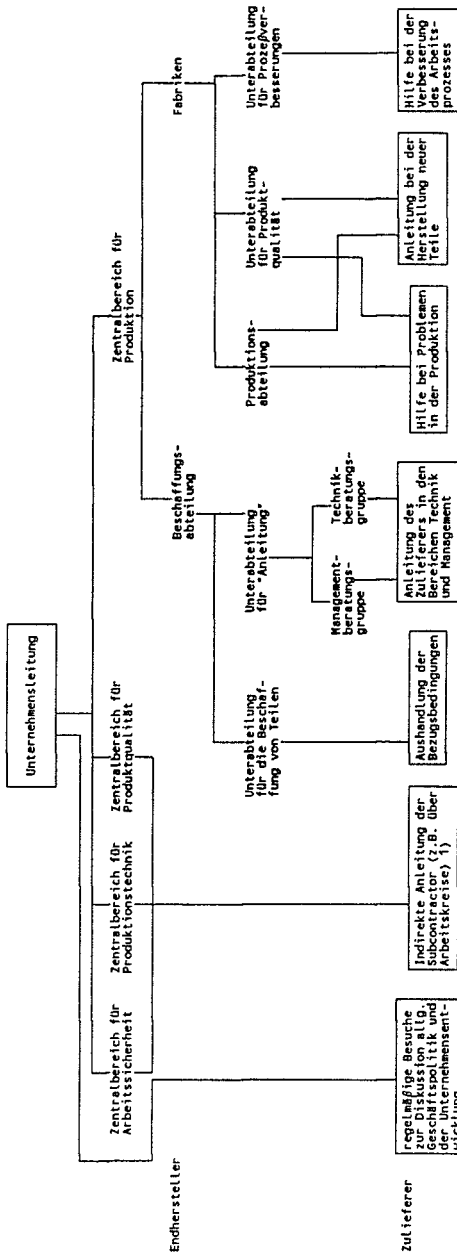 Unternehmensleitung
Zentralbereich für
Arbeitssicherheit
Zentralbereich für
Produktionstechnik
Zentralbereich für
Produktqualität
Zentralbereich für
Produktion
Endhersteller
Beschaffungs-
abteilung
Fabriken
Unterabteilung
für die Beschaf-
fung von Teilen
Unterabteilung
für "Anleitung"
Produktions-
abteilung
Unterabteilung
für Produkt-
qualität
Unterabteilung
für Prozeßver-
besserungen
Management-
beratungs-
gruppe
Technik-
beratungs-
gruppe
Zulieferer
regelmäßige Besuche
zur Diskussion allg.
Geschäftspolitik und
der Unternehmensent-
wicklung
Indirekte Anleitung der
Subcontractor (z.B. über
Arbeitskreise) 1)
Aushandlung der
Bezugsbedingungen
Anleitung des
Zulieferers in den
Bereichen Technik
und Management
Hilfe bei Problemen
in der Produktion
Anleitung bei der
Herstellung neuer
Teile
Hilfe bei der
Verbesserung
des Arbeits-
prozesses